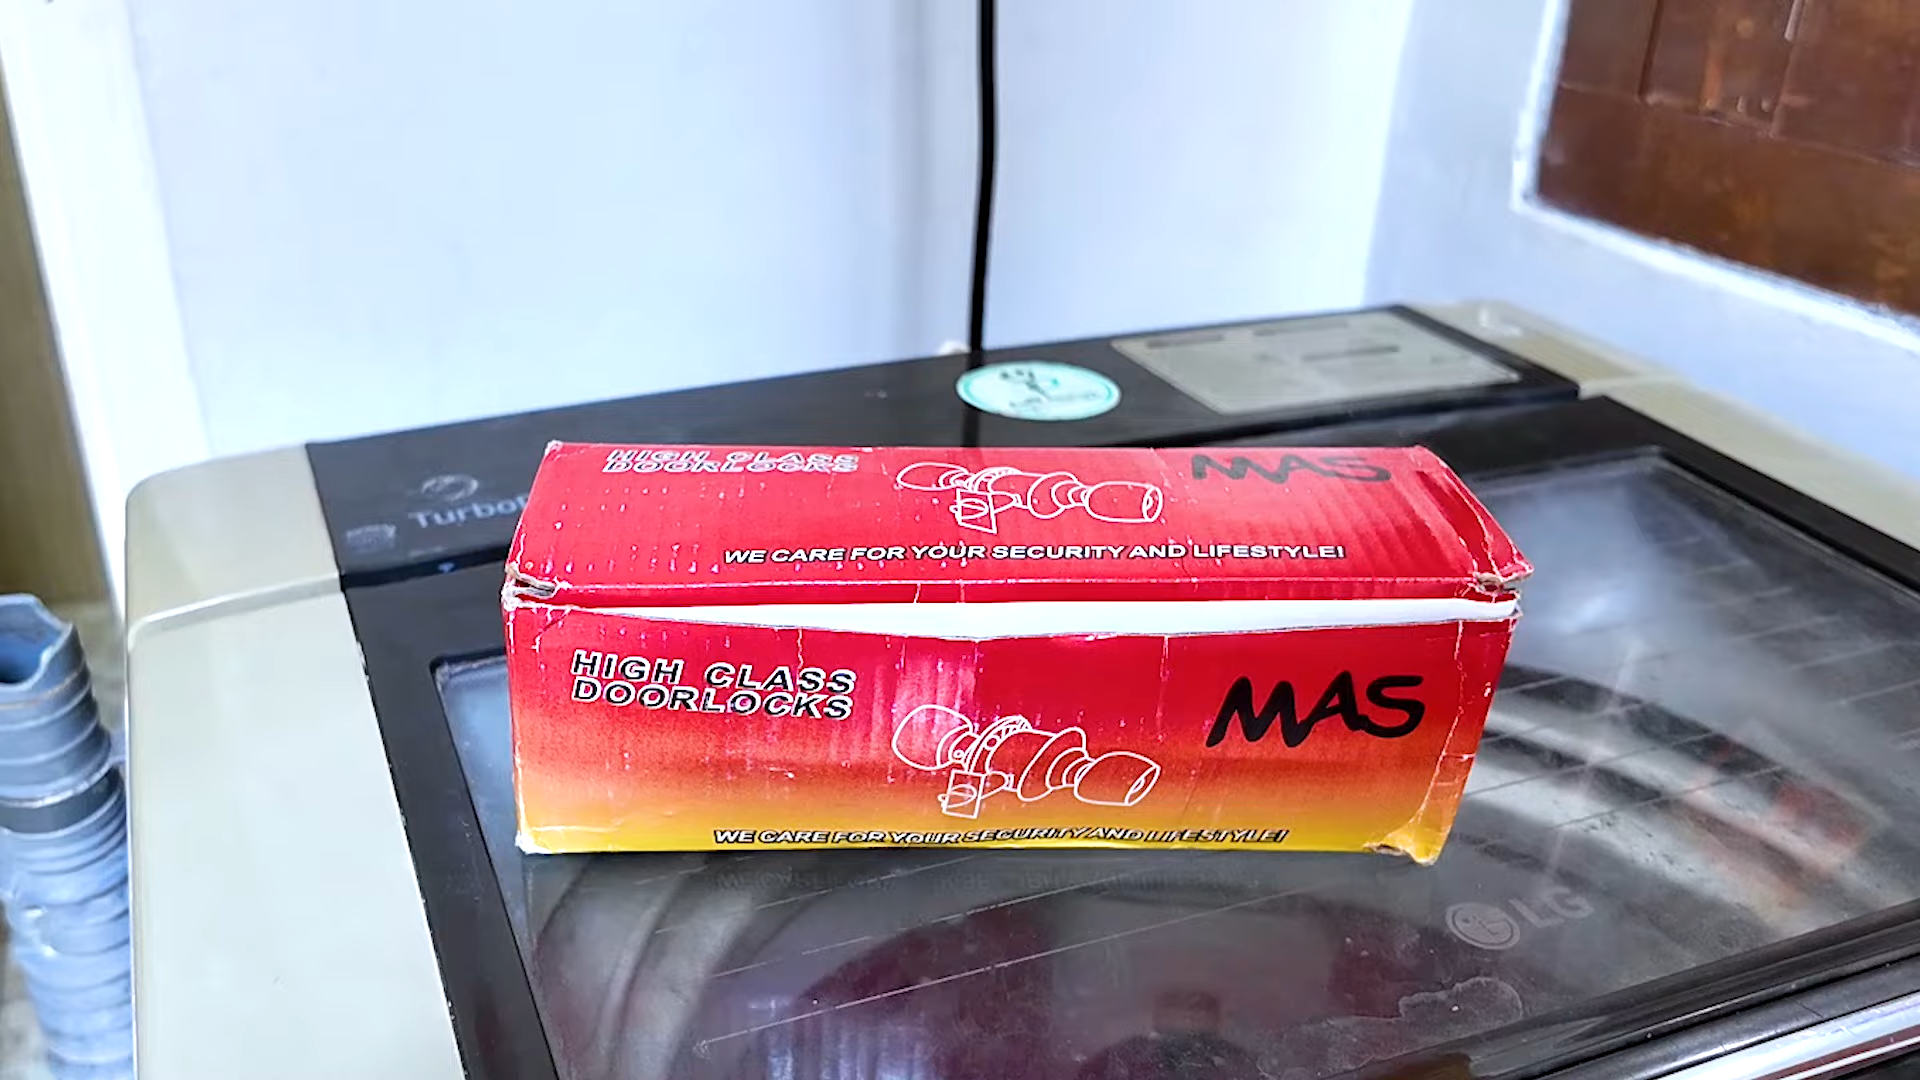 Turbo
HIGH CLASS
DOORLOCKS
MAS
WE CARE FOR YOUR SECURITY AND LIFESTYLE!
HIGH CLASS
DOORLOCKS
MAS
WE CARE FOR YOUR SECURITY AND LIFESTYLE!
LG